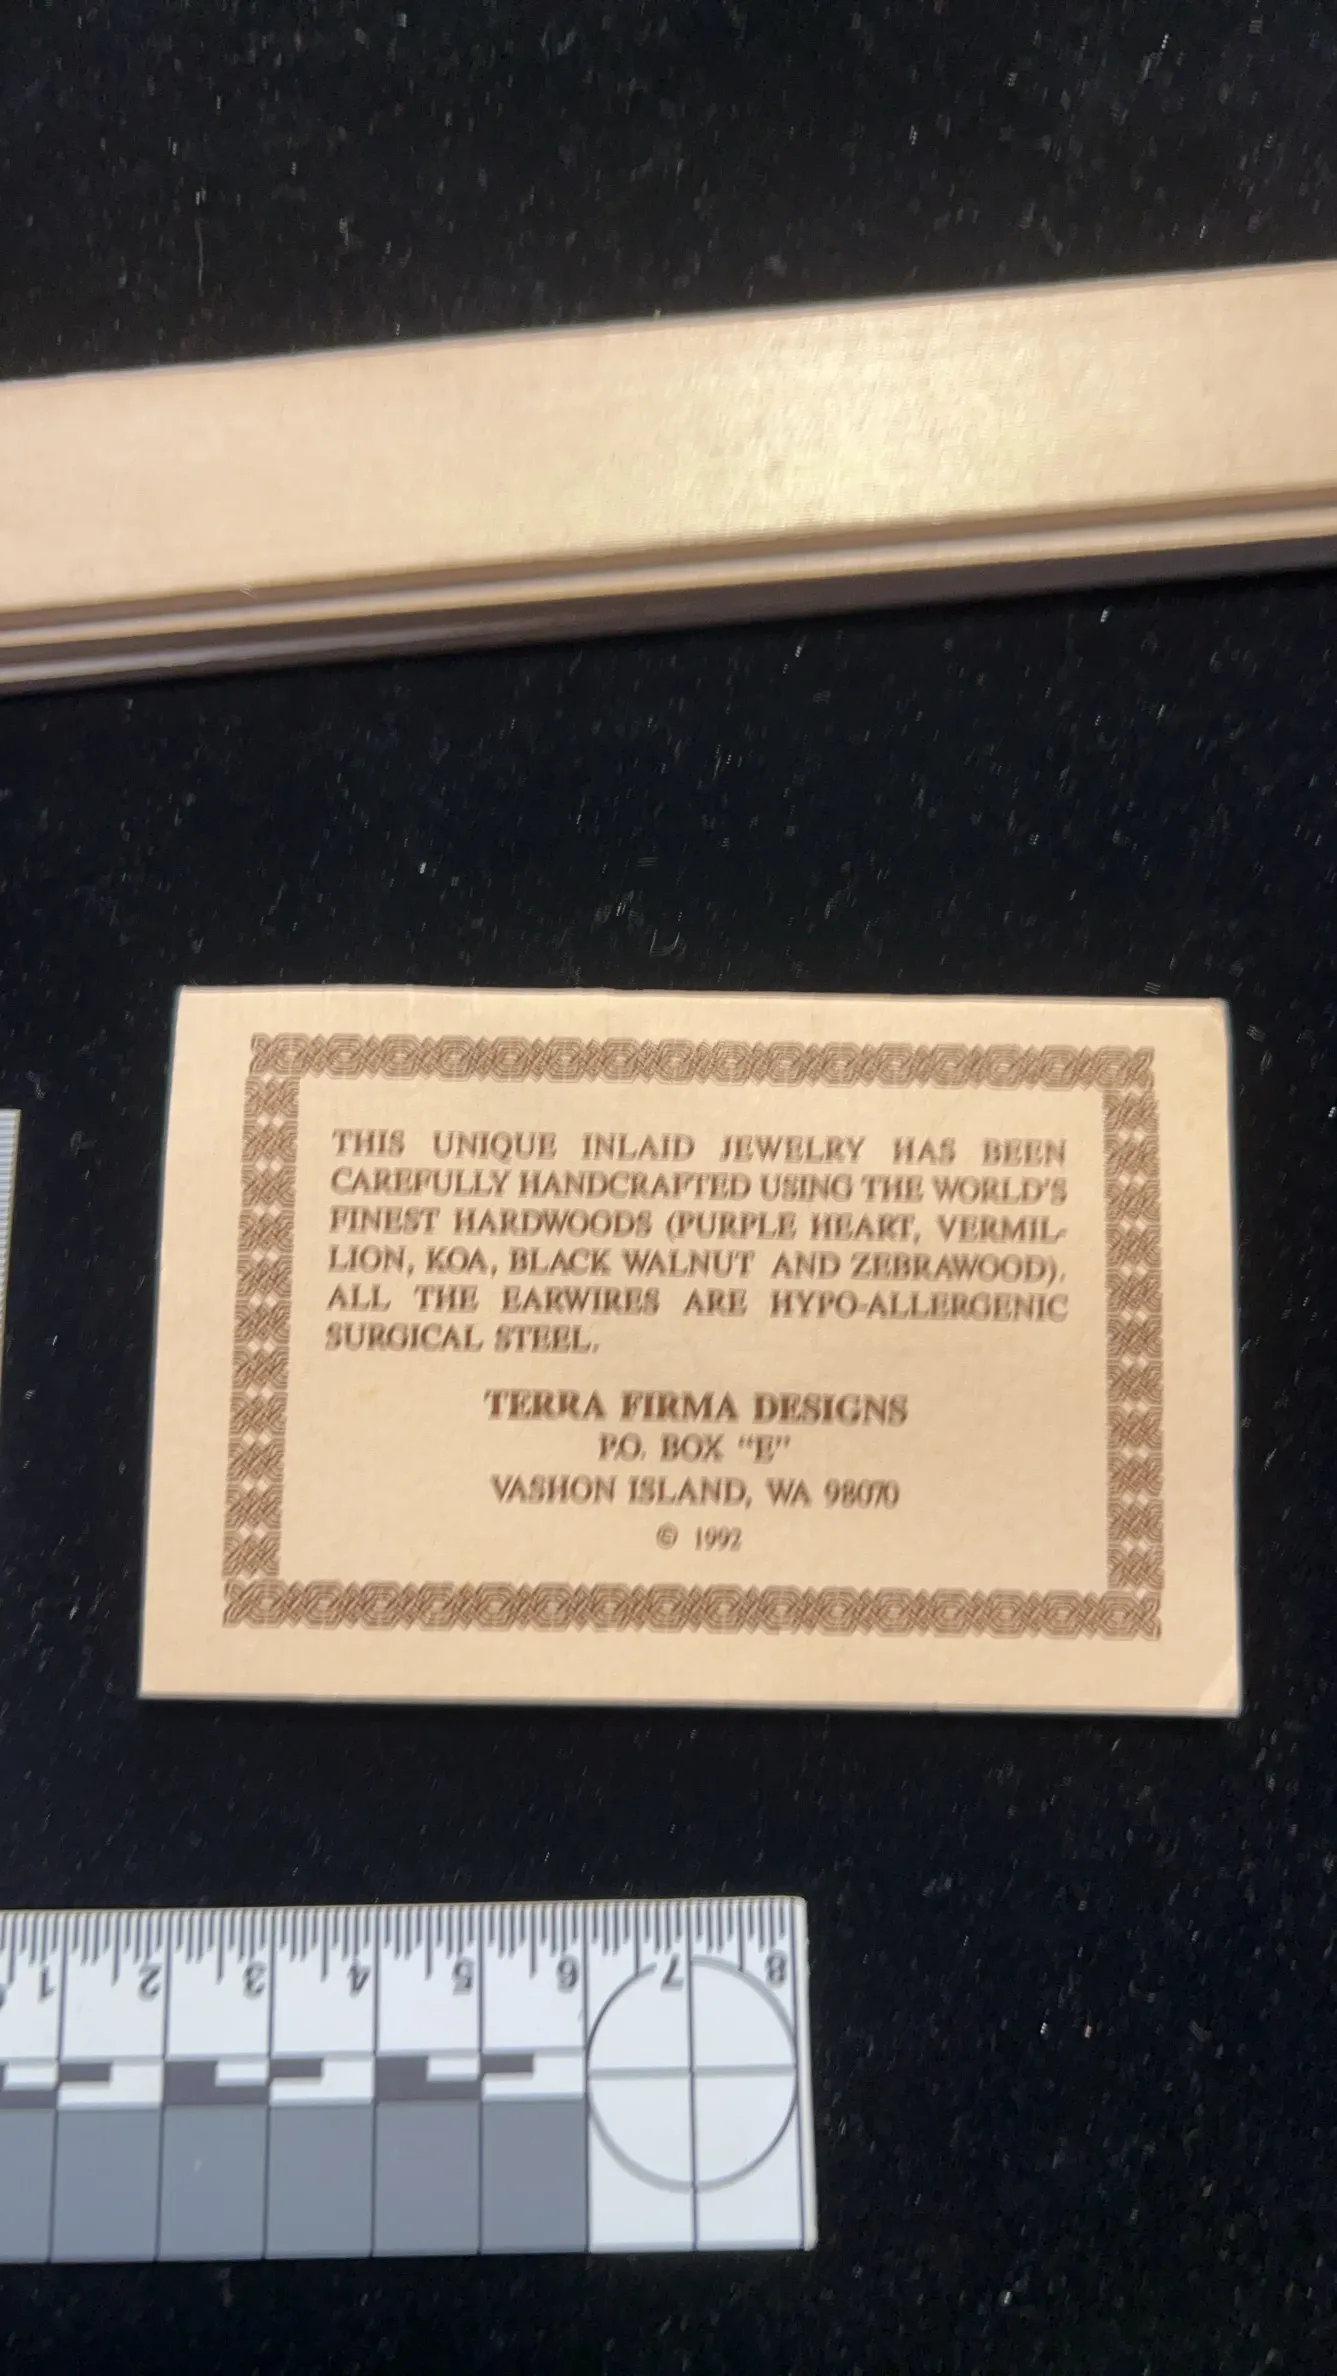 THIS UNIQUE INLAID JEWELRY HAS BEEN
CAREFULLY HANDCRAFTED USING THE WORLD'S
FINEST HARDWOODS (PURPLE HEART, VERMIL-
LION, KOA, BLACK WALNUT AND ZEBRAWOOD).
ALL THE EARWIRES ARE HYPO-ALLERGENIC
SURGICAL STEEL.
TERRA FIRMA DESIGNS
P.O. BOX "E"
VASHON ISLAND, WA 98070
© 1992
1 2 3 4 5 6 7 8